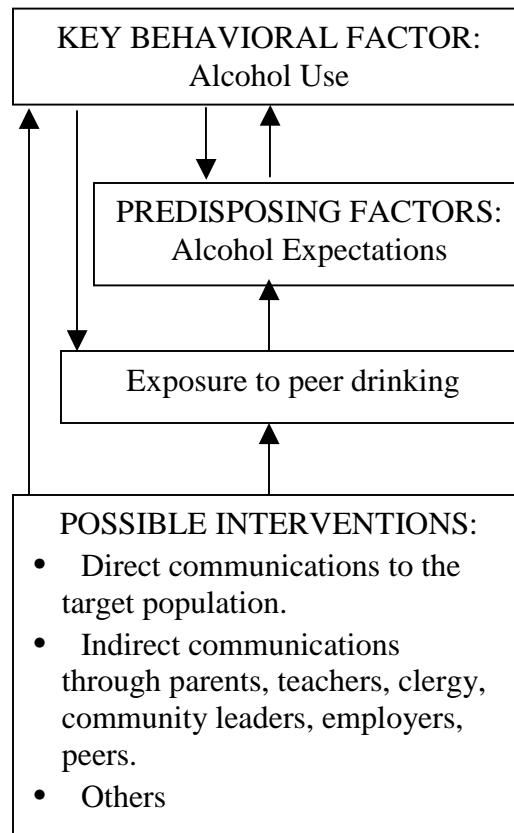 KEY BEHAVIORAL FACTOR:
Alcohol Use
PREDISPOSING FACTORS:
Alcohol Expectations
Exposure to peer drinking
POSSIBLE INTERVENTIONS:
• Direct communications to the
target population.
• Indirect communications
through parents, teachers, clergy,
community leaders, employers,
peers.
• Others